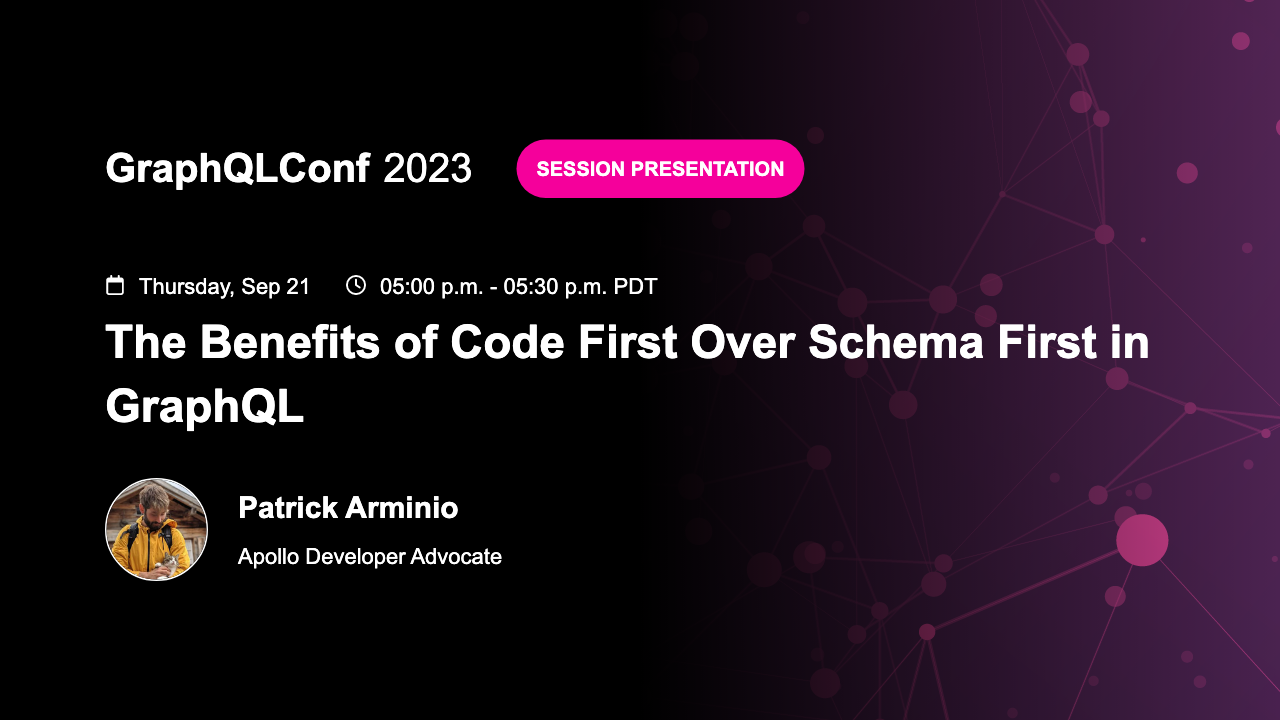 GraphQLConf 2023
SESSION PRESENTATION
Thursday, Sep 21
05:00 p.m. - 05:30 p.m. PDT
The Benefits of Code First Over Schema First in
GraphQL
Patrick Arminio
Apollo Developer Advocate